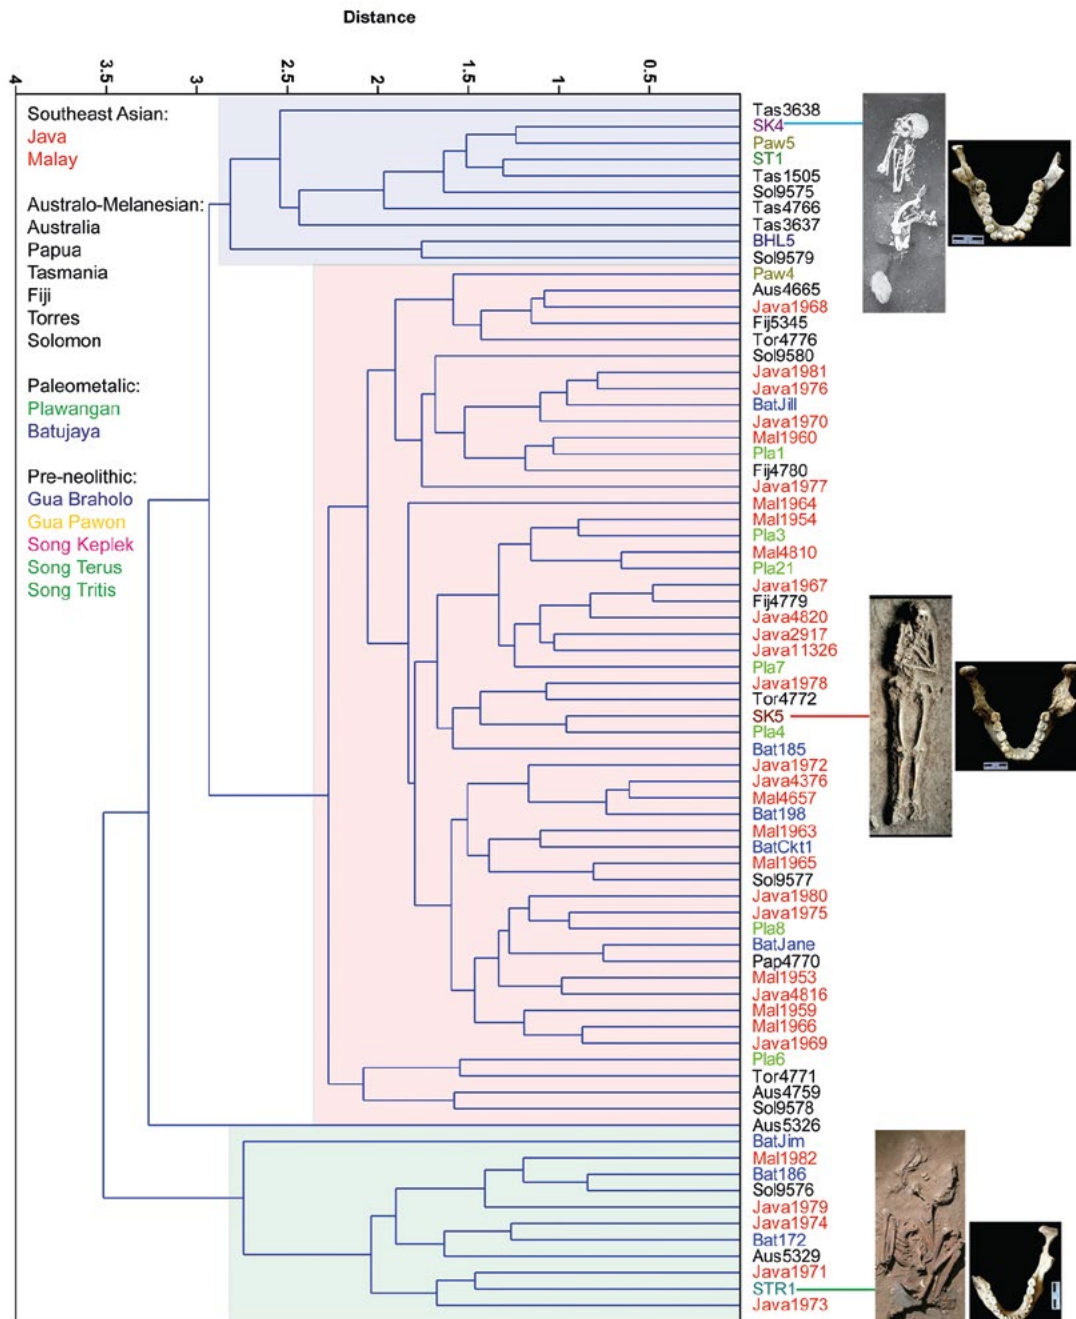 Distance
4
3.5
3
2.5
2
1.5
1
0.5
Southeast Asian:
Java
Malay
Australo-Melanesian:
Australia
Papua
Tasmania
Fiji
Torres
Solomon
Paleometalic:
Plawangan
Batujaya
Pre-neolithic:
Gua Braholo
Gua Pawon
Song Keplek
Song Terus
Song Tritis
Tas3638
SK4
Paw5
ST1
Tas1505
Sol9575
Tas4766
Tas3637
BHL5
Sol9579
Paw4
Aus4665
Java1968
Fij5345
Tor4776
Sol9580
Java1981
Java1976
BatJill
Java1970
Mal1960
Pla1
Fij4780
Java1977
Mal1964
Mal1954
Pla3
Mal4810
Pla21
Java1967
Fij4779
Java4820
Java2917
Java11326
Pla7
Java1978
Tor4772
SK5
Pla4
Bat185
Java1972
Java4376
Mal4657
Bat198
Mal1963
BatCkt1
Mal1965
Sol9577
Java1980
Java1975
Pla8
BatJane
Pap4770
Mal1953
Java4816
Mal1959
Mal1966
Java1969
Pla6
Tor4771
Aus4759
Sol9578
Aus5326
BatJim
Mal1982
Bat186
Sol9576
Java1979
Java1974
Bat172
Aus5329
Java1971
STR1
Java1973